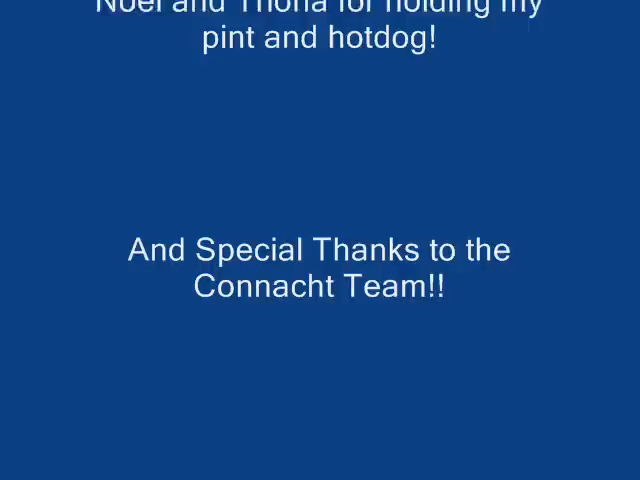 Noel and Thona for holding my
pint and hotdog!
And Special Thanks to the
Connacht Team!!